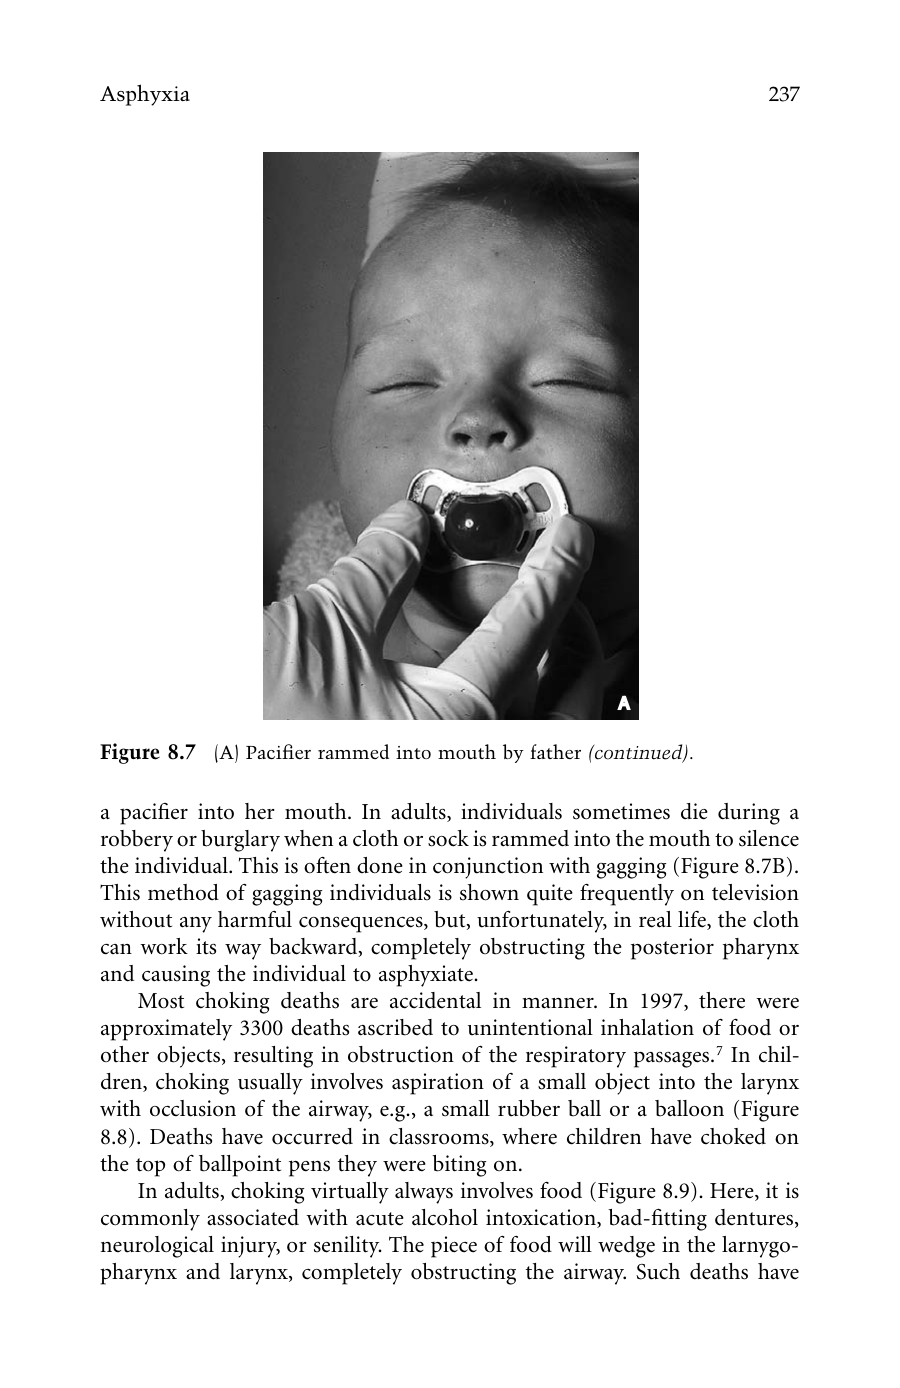 Asphyxia 237
A
Figure 8.7 (A) Pacifier rammed into mouth by father (continued).
a pacifier into her mouth. In adults, individuals sometimes die during a
robbery or burglary when a cloth or sock is rammed into the mouth to silence
the individual. This is often done in conjunction with gagging (Figure 8.7B).
This method of gagging individuals is shown quite frequently on television
without any harmful consequences, but, unfortunately, in real life, the cloth
can work its way backward, completely obstructing the posterior pharynx
and causing the individual to asphyxiate.
Most choking deaths are accidental in manner. In 1997, there were
approximately 3300 deaths ascribed to unintentional inhalation of food or
other objects, resulting in obstruction of the respiratory passages.⁷ In chil-
dren, choking usually involves aspiration of a small object into the larynx
with occlusion of the airway, e.g., a small rubber ball or a balloon (Figure
8.8). Deaths have occurred in classrooms, where children have choked on
the top of ballpoint pens they were biting on.
In adults, choking virtually always involves food (Figure 8.9). Here, it is
commonly associated with acute alcohol intoxication, bad-fitting dentures,
neurological injury, or senility. The piece of food will wedge in the larnygo-
pharynx and larynx, completely obstructing the airway. Such deaths have